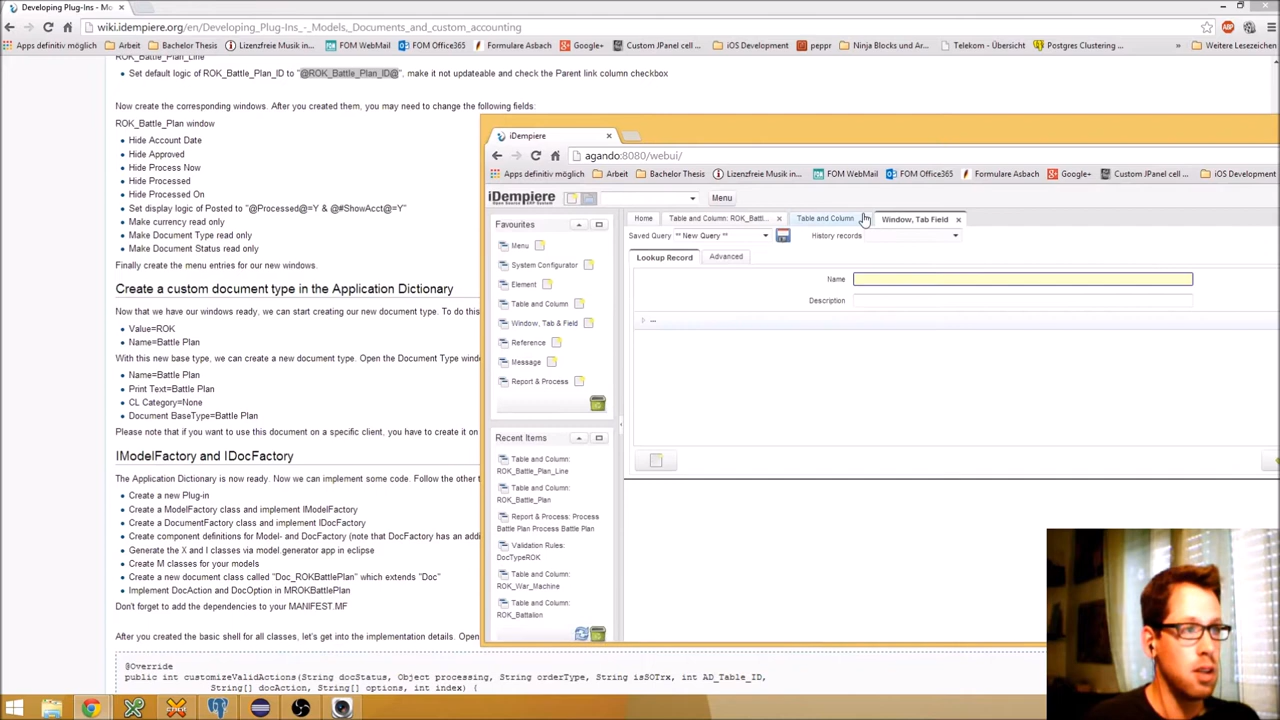 Developing Plug-Ins - Models, ×
wiki.idempiere.org/en/Developing_Plug-Ins_-_Models,_Documents_and_custom_accounting
Apps definitiv möglich Arbeit Bachelor Thesis Lizenzfreie Musik in... FOM WebMail FOM Office365 Formulare Asbach Google+ Custom JPanel cell ... iOS Development peppr Ninja Blocks und Ar... Telekom - Übersicht Postgres Clustering ... » Weitere Lesezeichen
ROK_Battle_Plan_Line
Set default logic of ROK_Battle_Plan_ID to "@ROK_Battle_Plan_ID@". make it not updateable and check the Parent link column checkbox
Now create the corresponding windows. After you created them, you may need to change the following fields:
ROK_Battle_Plan window
Hide Account Date
Hide Approved
Hide Process Now
Hide Processed
Hide Processed On
Set display logic of Posted to "@Processed@=Y & @#ShowAcct@=Y"
Make currency read only
Make Document Type read only
Make Document Status read only
Finally create the menu entries for our new windows.
Create a custom document type in the Application Dictionary
Now that we have our windows ready, we can start creating our new document type. To do this
Value=ROK
Name=Battle Plan
With this new base type, we can create a new document type. Open the Document Type wind
Name=Battle Plan
Print Text=Battle Plan
CL Category=None
Document BaseType=Battle Plan
Please note that if you want to use this document on a specific client, you have to create it on
IModelFactory and IDocFactory
The Application Dictionary is now ready. Now we can implement some code. Follow the other t
Create a new Plug-in
Create a ModelFactory class and implement IModelFactory
Create a DocumentFactory class and implement IDocFactory
Create component definitions for Model- and DocFactory (note that DocFactory has an addi
Generate the X and I classes via model generator app in eclipse
Create M classes for your models
Create a new document class called "Doc_ROKBattlePlan" which extends "Doc"
Implement DocAction and DocOption in MROKBattlePlan
Don't forget to add the dependencies to your MANIFEST.MF
After you created the basic shell for all classes, let's get into the implementation details. Open
@Override
public int customizeValidActions(String docStatus, Object processing, String orderType, String isSOTrx, int AD_Table_ID,
String[] docAction, String[] options, int index) {
iDempiere ×
agando:8080/webui/
Apps definitiv möglich Arbeit Bachelor Thesis Lizenzfreie Musik in... FOM WebMail FOM Office365 Formulare Asbach Google+ Custom JPanel cell ... iOS Development
iDempiere Menu
Favourites
Menu
System Configurator
Element
Table and Column
Window, Tab & Field
Reference
Message
Report & Process
Recent Items
Table and Column:
ROK_Battle_Plan_Line
Table and Column:
ROK_Battle_Plan
Report & Process: Process
Battle Plan Process Battle Plan
Validation Rules:
DocTypeROK
Table and Column:
ROK_War_Machine
Table and Column:
ROK_Battalion
Home Table and Column: ROK_Battl... × Table and Column Window, Tab Field ×
Saved Query ** New Query ** History records
Lookup Record Advanced
Name
Description
...